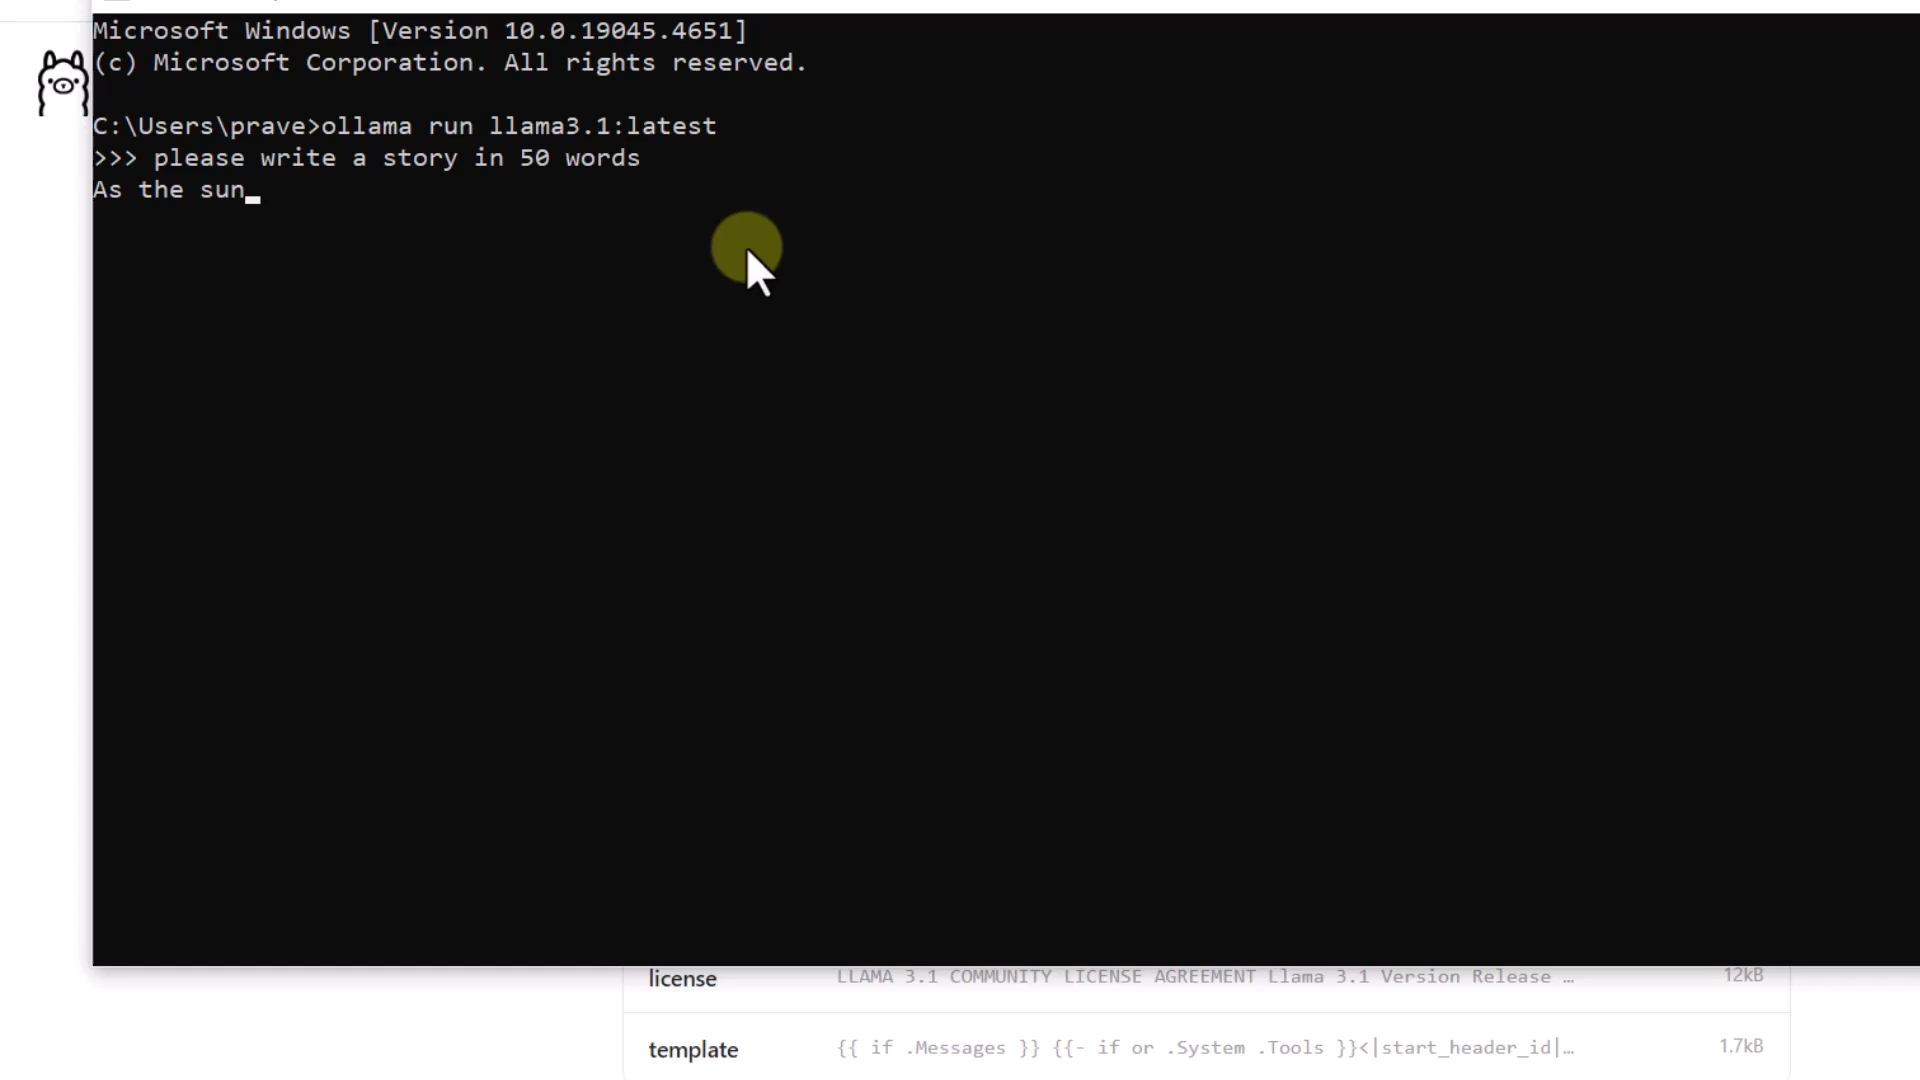 Microsoft Windows [Version 10.0.19045.4651]
(c) Microsoft Corporation. All rights reserved.
C:\Users\prave>ollama run llama3.1:latest
>>> please write a story in 50 words
As the sun
license LLAMA 3.1 COMMUNITY LICENSE AGREEMENT Llama 3.1 Version Release … 12kB
template {{ if .Messages }} {{- if or .System .Tools }}<|start_header_id|… 1.7kB